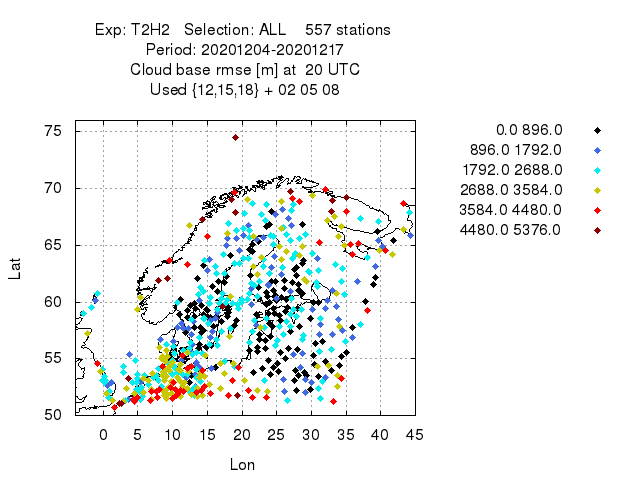 Exp: T2H2 Selection: ALL 557 stations
Period: 20201204-20201217
Cloud base rmse [m] at 20 UTC
Used {12,15,18} + 02 05 08
0.0 896.0
896.0 1792.0
1792.0 2688.0
2688.0 3584.0
3584.0 4480.0
4480.0 5376.0
Lat
75
70
65
60
55
50
0 5 10 15 20 25 30 35 40 45
Lon